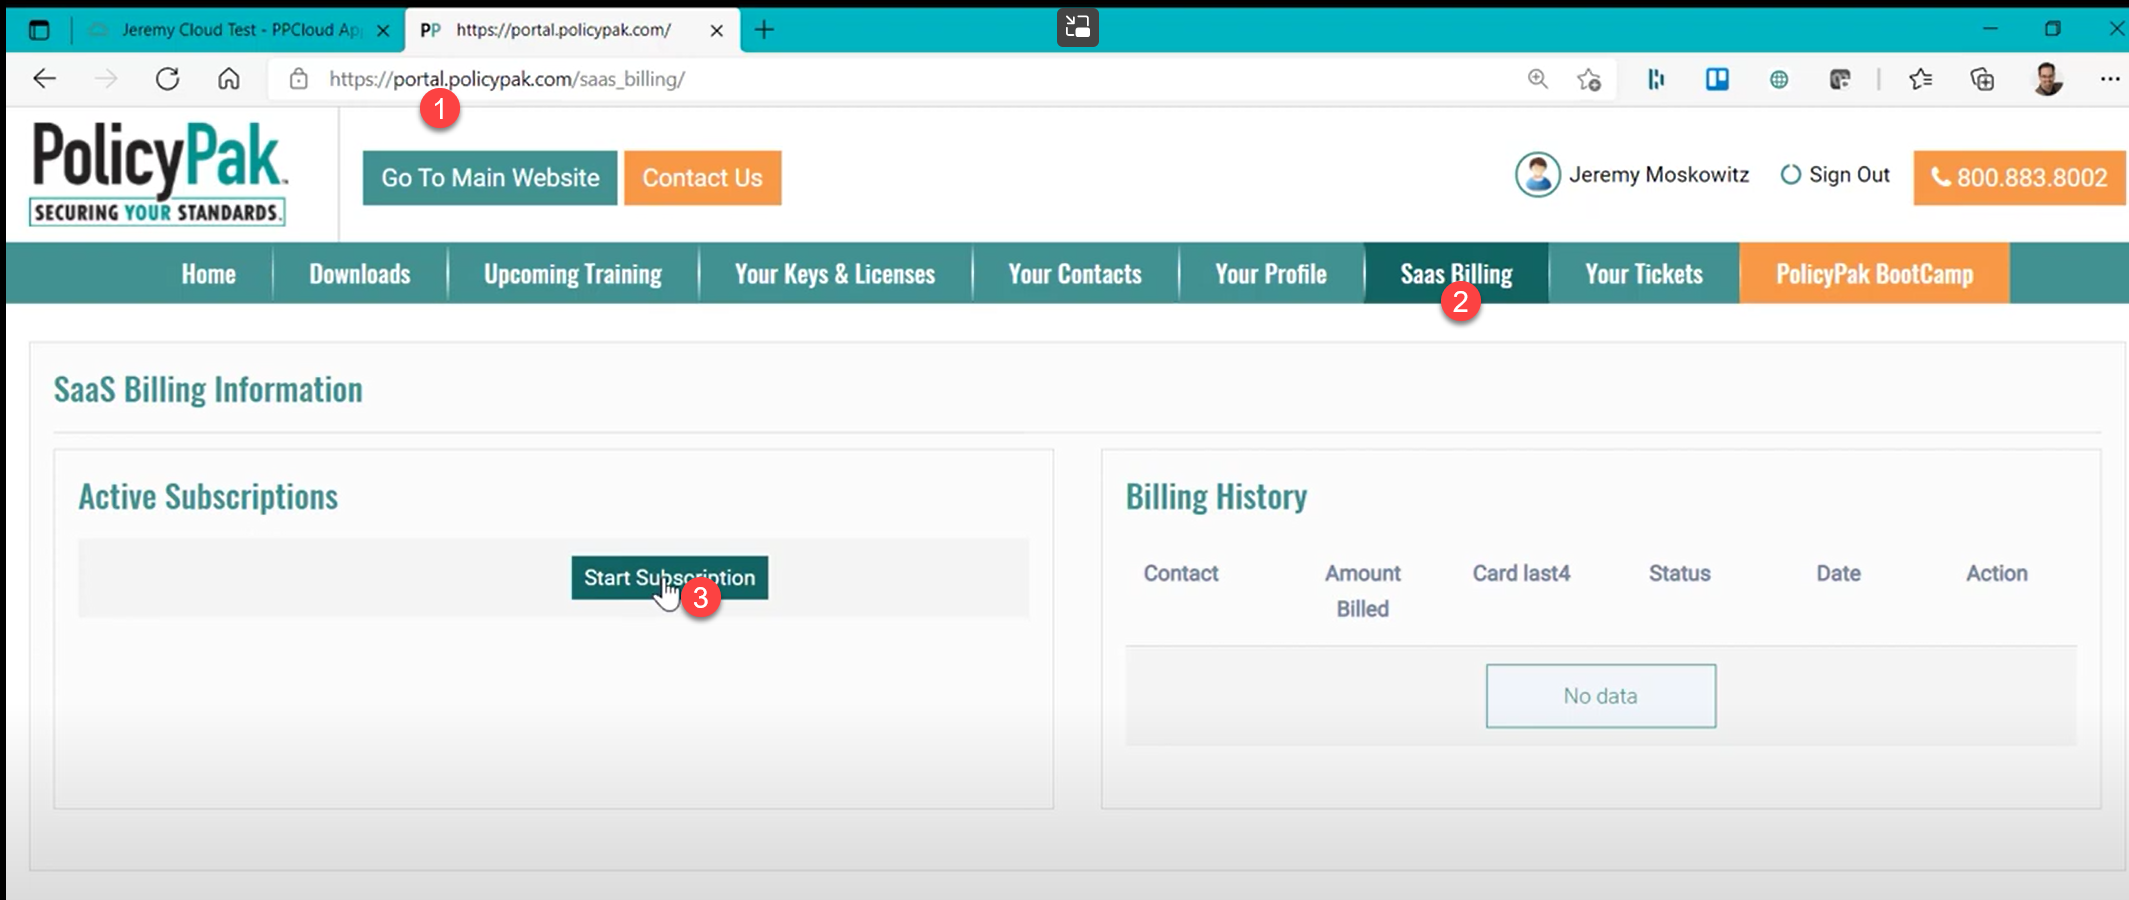 Jeremy Cloud Test - PPCloud Ap
PP https://portal.policypak.com/
https://portal.policypak.com/saas_billing/
1
PolicyPak™
SECURING YOUR STANDARDS.
Go To Main Website
Contact Us
Jeremy Moskowitz
Sign Out
800.883.8002
Home
Downloads
Upcoming Training
Your Keys & Licenses
Your Contacts
Your Profile
Saas Billing
Your Tickets
PolicyPak BootCamp
2
SaaS Billing Information
Active Subscriptions
Start Subscription
3
Billing History
Contact
Amount
Billed
Card last4
Status
Date
Action
No data